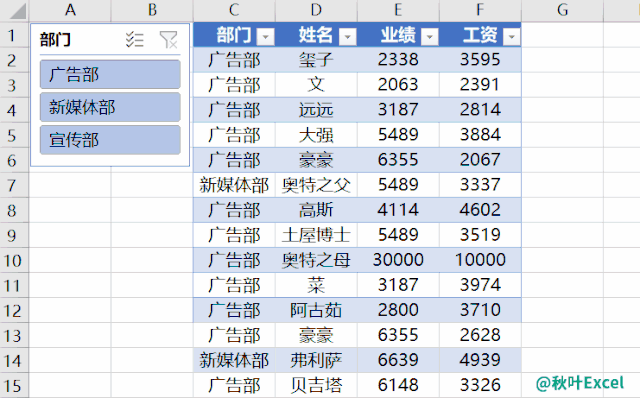 A B C D E F G
1 部门 姓名 业绩 工资
2 广告部 玺子 2338 3595
3 广告部 文 2063 2391
4 广告部 远远 3187 2814
5 广告部 大强 5489 3884
6 广告部 豪豪 6355 2067
7 新媒体部 奥特之父 5489 3337
8 广告部 高斯 4114 4602
9 广告部 土屋博士 5489 3519
10 广告部 奥特之母 30000 10000
11 广告部 菜 3187 3974
12 广告部 阿古茹 2800 3710
13 广告部 豪豪 6355 2628
14 新媒体部 弗利萨 6639 4939
15 广告部 贝吉塔 6148 3326
部门
广告部
新媒体部
宣传部
@秋叶Excel